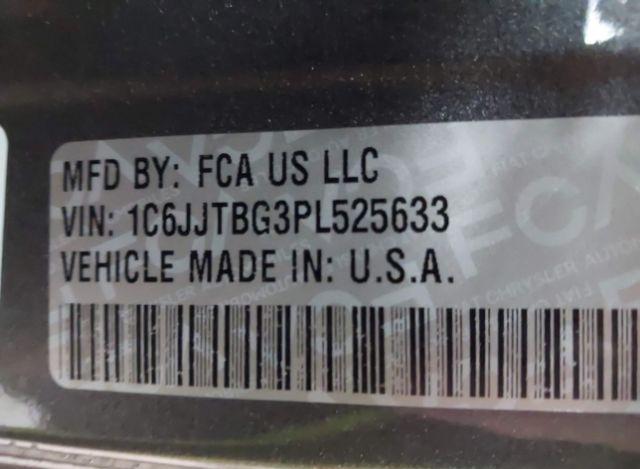 MFD BY: FCA US LLC
VIN: 1C6JJTBG3PL525633
VEHICLE MADE IN: U.S.A.